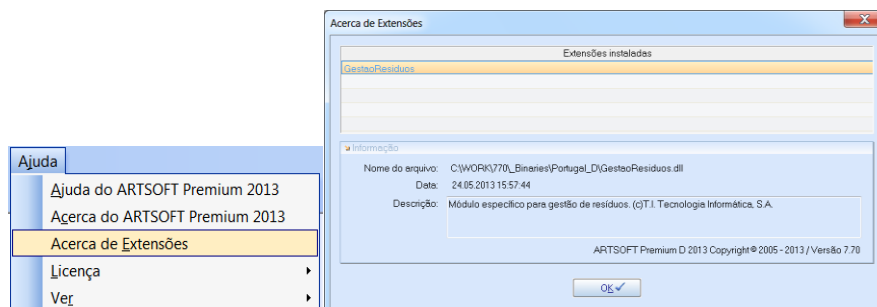 Ajuda
Ajuda do ARTSOFT Premium 2013
Acerca do ARTSOFT Premium 2013
Acerca de Extensões
Licença
Ver
Acerca de Extensões
X
Extensões instaladas
GestaoResiduos
Informação
Nome do arquivo: C:\WORK\770\_Binaries\Portugal_D\GestaoResiduos.dll
Data: 24.05.2013 15:57:44
Descrição: Módulo específico para gestão de resíduos. (c)T.I. Tecnologia Informática, S.A.
ARTSOFT Premium D 2013 Copyright © 2005 - 2013 / Versão 7.70
OK